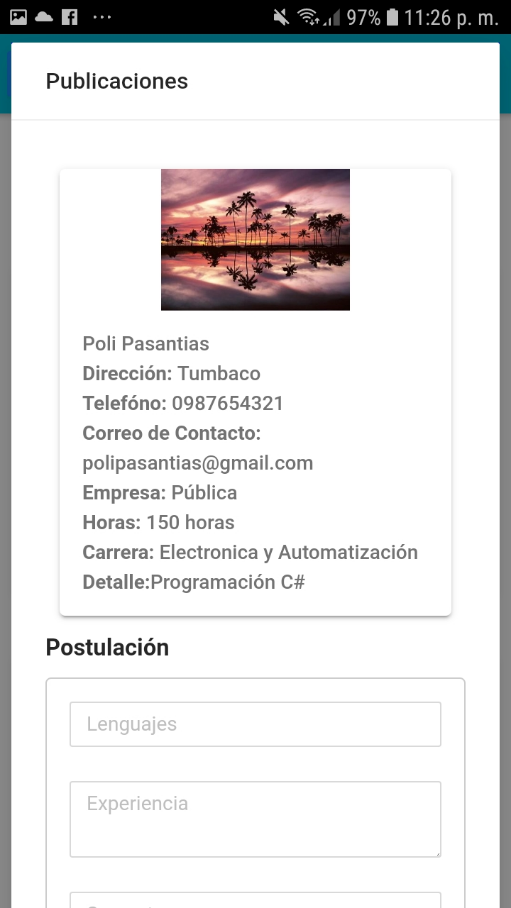 97% 11:26 p. m.
Publicaciones
Poli Pasantias
Dirección: Tumbaco
Telefóno: 0987654321
Correo de Contacto:
polipasantias@gmail.com
Empresa: Pública
Horas: 150 horas
Carrera: Electronica y Automatización
Detalle:Programación C#
Postulación
Lenguajes
Experiencia